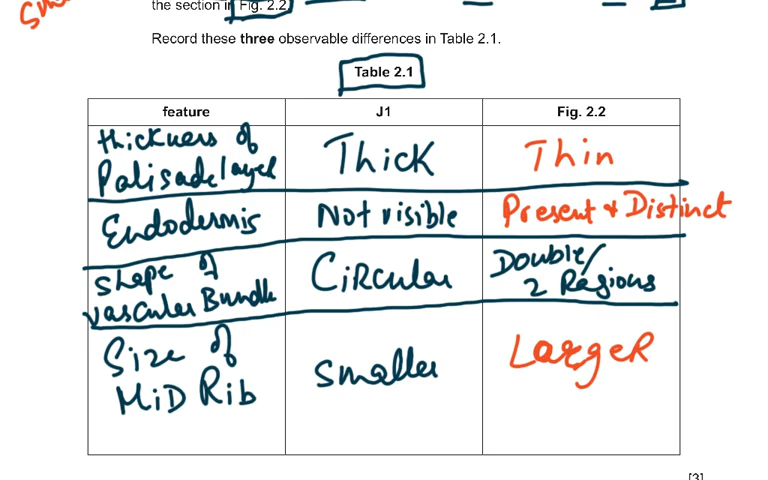 the section in Fig. 2.2
Record these three observable differences in Table 2.1.
Table 2.1
feature J1 Fig. 2.2
thickness of
Palisade layer Thick Thin
Endodermis Not visible Present + Distinct
Shape of
vascular Bundle Circular Double/
2 Regions
Size of
MiD Rib Smaller Larger
[3]